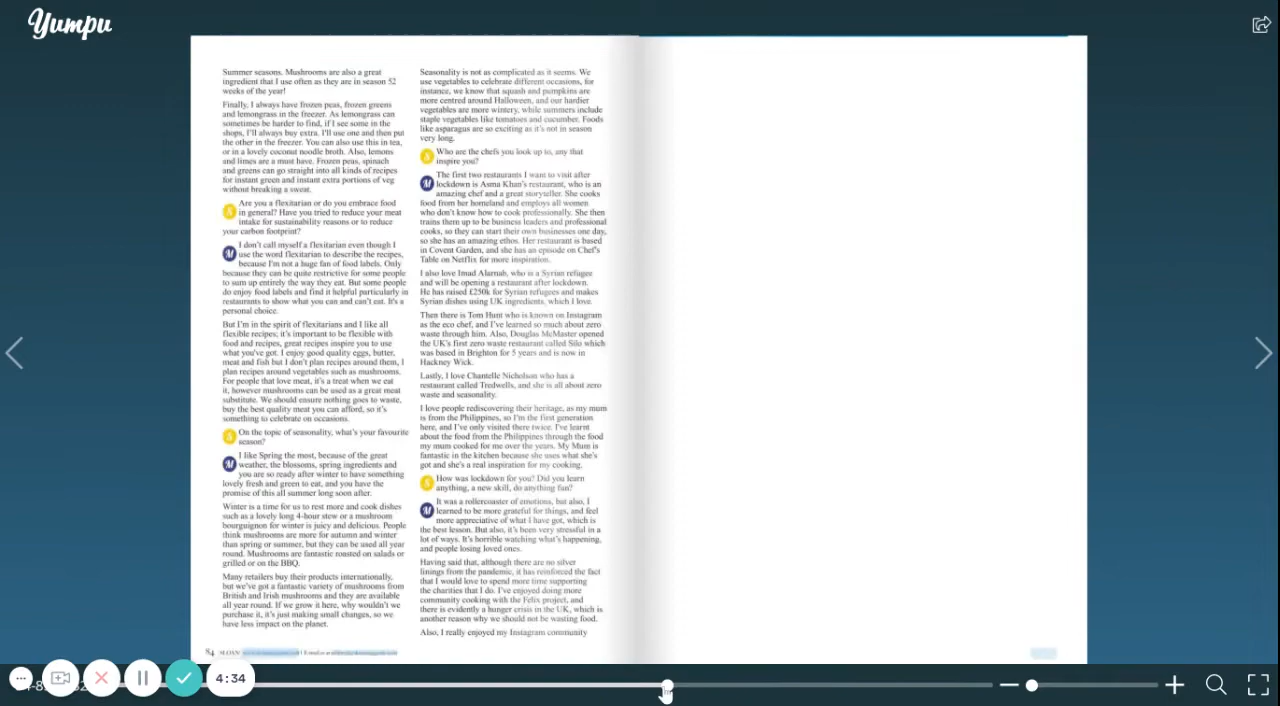 Yumpu
Summer seasons. Mushrooms are also a great
ingredient that I use often as they are in season 52
weeks of the year!
Finally, I always have frozen peas, frozen greens
and lemongrass in the freezer. As lemongrass can
sometimes be harder to find, if I see some in the
shops, I'll always buy extra. I'll use one and then put
the other in the freezer. You can also use this in tea,
or in a lovely coconut noodle broth. Also, lemons
and limes are a must have. Frozen peas, spinach
and greens can go straight into all kinds of recipes
for instant green and instant extra portions of veg
without breaking a sweat.
S Are you a flexitarian or do you embrace food
in general? Have you tried to reduce your meat
intake for sustainability reasons or to reduce
your carbon footprint?
M I don't call myself a flexitarian even though I
use the word flexitarian to describe the recipes,
because I'm not a huge fan of food labels. Only
because they can be quite restrictive for some people
to sum up entirely the way they eat. But some people
do enjoy food labels and find it helpful particularly in
restaurants to show what you can and can't eat. It's a
personal choice.
But I'm in the spirit of flexitarians and I like all
flexible recipes; it's important to be flexible with
food and recipes, great recipes inspire you to use
what you've got. I enjoy good quality eggs, butter,
meat and fish but I don't plan recipes around them, I
plan recipes around vegetables such as mushrooms.
For people that love meat, it's a treat when we eat
it, however mushrooms can be used as a great meat
substitute. We should ensure nothing goes to waste,
buy the best quality meat you can afford, so it's
something to celebrate on occasions.
S On the topic of seasonality, what's your favourite
season?
M I like Spring the most, because of the great
weather, the blossoms, spring ingredients and
you are so ready after winter to have something
lovely fresh and green to eat, and you have the
promise of this all summer long soon after.
Winter is a time for us to rest more and cook dishes
such as a lovely long 4-hour stew or a mushroom
bourguignon for winter is juicy and delicious. People
think mushrooms are more for autumn and winter
than spring or summer, but they can be used all year
round. Mushrooms are fantastic roasted on salads or
grilled or on the BBQ.
Many retailers buy their products internationally,
but we've got a fantastic variety of mushrooms from
British and Irish mushrooms and they are available
all year round. If we grow it here, why wouldn't we
purchase it, it's just making small changes, so we
have less impact on the planet.
Seasonality is not as complicated as it seems. We
use vegetables to celebrate different occasions, for
instance, we know that squash and pumpkins are
more centred around Halloween, and our hardier
vegetables are more wintery, while summers include
staple vegetables like tomatoes and cucumber. Foods
like asparagus are so exciting as it's not in season
very long.
S Who are the chefs you look up to, any that
inspire you?
M The first two restaurants I want to visit after
lockdown is Asma Khan's restaurant, who is an
amazing chef and a great storyteller. She cooks
food from her homeland and employs all women
who don't know how to cook professionally. She then
trains them up to be business leaders and professional
cooks, so they can start their own businesses one day,
so she has an amazing ethos. Her restaurant is based
in Covent Garden, and she has an episode on Chef's
Table on Netflix for more inspiration.
I also love Imad Alarnab, who is a Syrian refugee
and will be opening a restaurant after lockdown.
He has raised £250k for Syrian refugees and makes
Syrian dishes using UK ingredients, which I love.
Then there is Tom Hunt who is known on Instagram
as the eco chef, and I've learned so much about zero
waste through him. Also, Douglas McMaster opened
the UK's first zero waste restaurant called Silo which
was based in Brighton for 5 years and is now in
Hackney Wick.
Lastly, I love Chantelle Nicholson who has a
restaurant called Tredwells, and she is all about zero
waste and seasonality.
I love people rediscovering their heritage, as my mum
is from the Philippines, so I'm the first generation
here, and I've only visited there twice. I've learnt
about the food from the Philippines through the food
my mum cooked for me over the years. My Mum is
fantastic in the kitchen because she uses what she's
got and she's a real inspiration for my cooking.
S How was lockdown for you? Did you learn
anything, a new skill, do anything fun?
M It was a rollercoaster of emotions, but also, I
learned to be more grateful for things, and feel
more appreciative of what I have got, which is
the best lesson. But also, it's been very stressful in a
lot of ways. It's horrible watching what's happening,
and people losing loved ones.
Having said that, although there are no silver
linings from the pandemic, it has reinforced the fact
that I would love to spend more time supporting
the charities that I do. I've enjoyed doing more
community cooking with the Felix project, and
there is evidently a hunger crisis in the UK, which is
another reason why we should not be wasting food.
Also, I really enjoyed my Instagram community
84
4:34